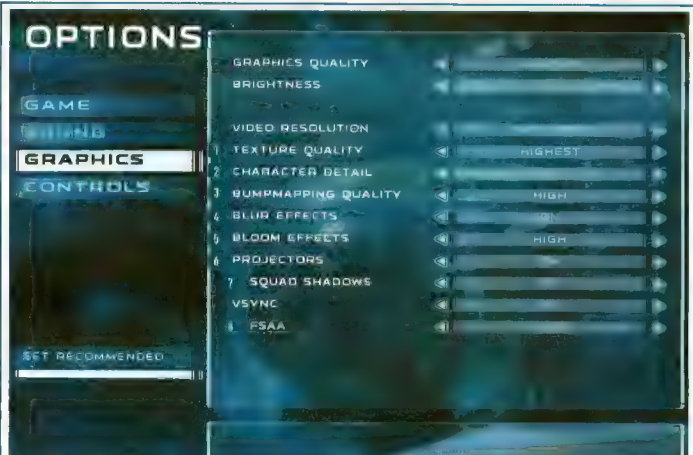 OPTIONS
GAME
GRAPHICS
CONTROLS
SET RECOMMENDED
GRAPHICS QUALITY
BRIGHTNESS
VIDEO RESOLUTION
1 TEXTURE QUALITY HIGHEST
2 CHARACTER DETAIL
3 BUMPMAPPING QUALITY HIGH
4 BLUR EFFECTS
5 BLOOM EFFECTS HIGH
6 PROJECTORS
7 SQUAD SHADOWS
VSYNC
8 FSAA